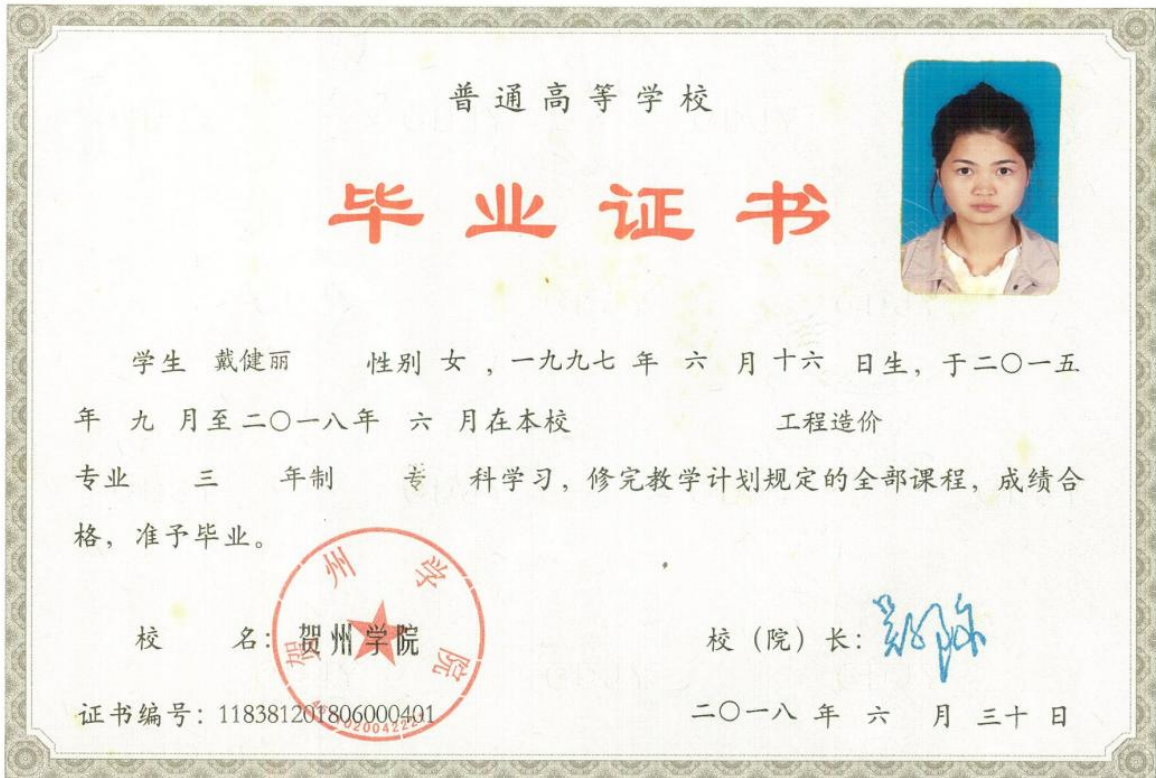 普通高等学校
毕业证书
学生 戴健丽 性别 女 ，一九九七 年 六 月 十六 日生，于二〇一五
年 九 月至二〇一八年 六 月在本校 工程造价
专业 三 年制 专 科学习，修完教学计划规定的全部课程，成绩合
格，准予毕业。
贺州学院
校 名：贺州学院 校（院）长：
证书编号：118381201806000401 二〇一八 年 六 月 三十 日